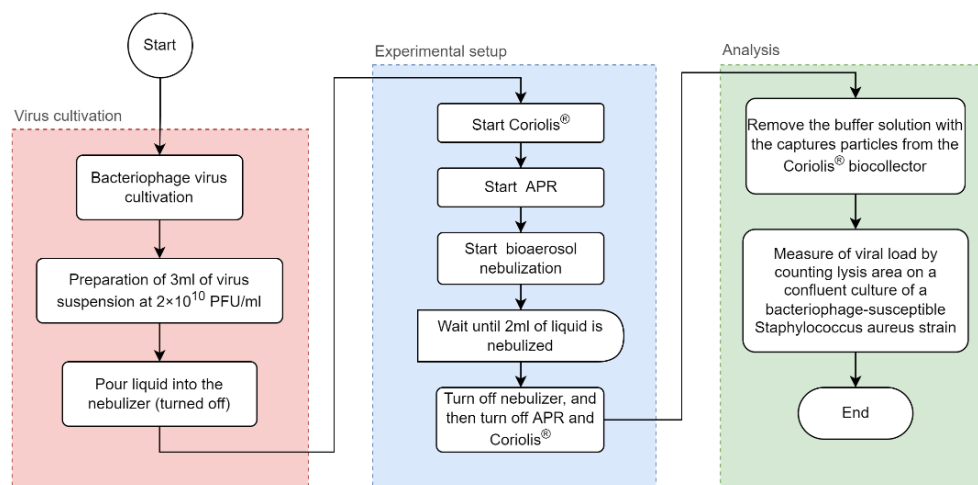 Start
Virus cultivation
Bacteriophage virus
cultivation
Preparation of 3ml of virus
suspension at 2×10¹⁰ PFU/ml
Pour liquid into the
nebulizer (turned off)
Experimental setup
Start Coriolis®
Start APR
Start bioaerosol
nebulization
Wait until 2ml of liquid is
nebulized
Turn off nebulizer, and
then turn off APR and
Coriolis®
Analysis
Remove the buffer solution with
the captures particles from the
Coriolis® biocollector
Measure of viral load by
counting lysis area on a
confluent culture of a
bacteriophage-susceptible
Staphylococcus aureus strain
End